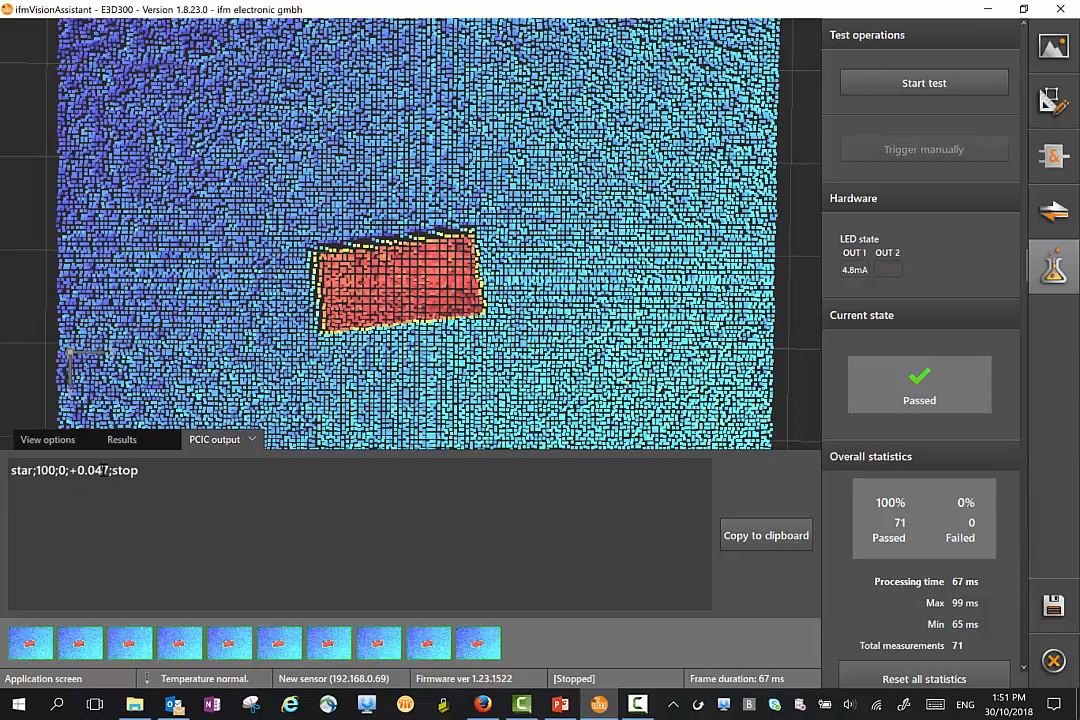 ifmVisionAssistant - E3D300 - Version 1.8.23.0 - ifm electronic gmbh
Test operations
Start test
Trigger manually
Hardware
LED state
OUT 1 OUT 2
4.8mA
Current state
Passed
View options Results PCIC output
star;100;0;+0.047;stop
Copy to clipboard
Overall statistics
100% 0%
71 0
Passed Failed
Processing time 67 ms
Max 99 ms
Min 65 ms
Total measurements 71
Reset all statistics
Application screen Temperature normal. New sensor (192.168.0.69) Firmware ver 1.23.1522 [Stopped] Frame duration: 67 ms
ENG
1:51 PM
30/10/2018